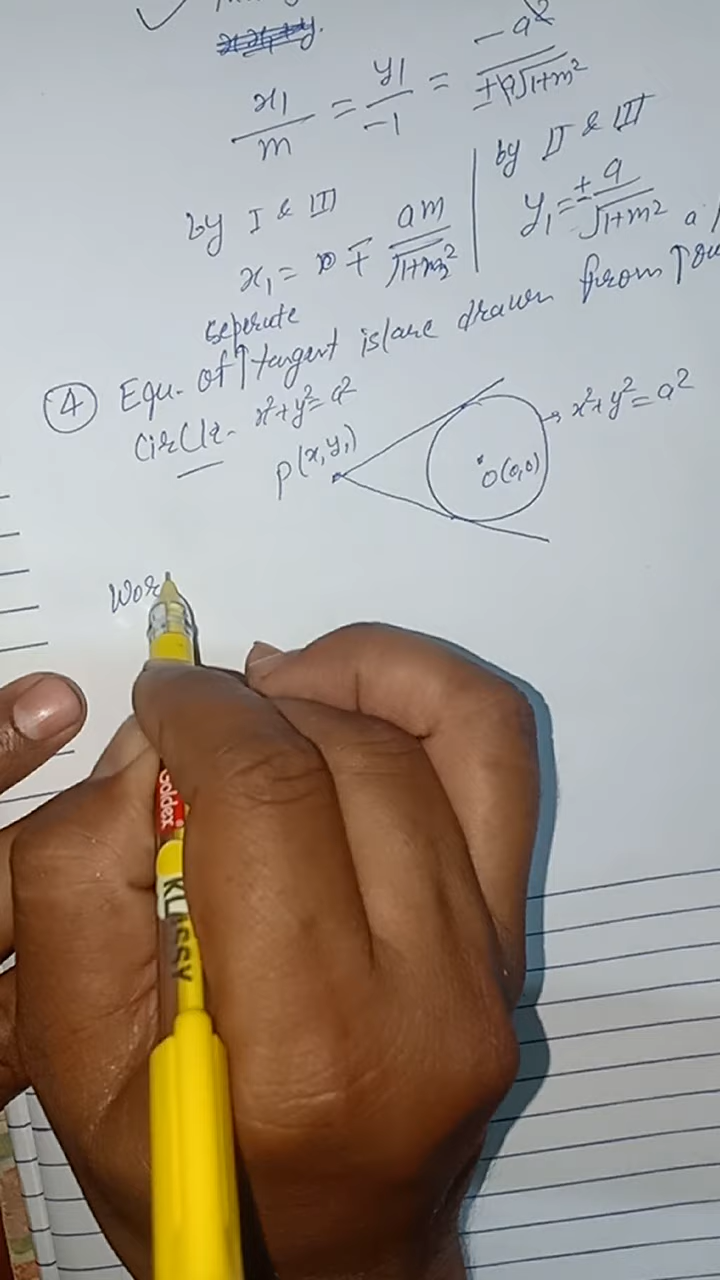 x₁/m = y₁/-1 = -a²/±a√1+m²
by I & III
x₁ = ∓ am/√1+m²
by II & III
y₁ = ± a/√1+m²
seperute
④ Equ. of ↑ tangent is/are drawn from ↑
CirCle- x²+y²=a²
P(x,y₁)
O(0,0)
x²+y²=a²
Wor
Goldex
KLASSY